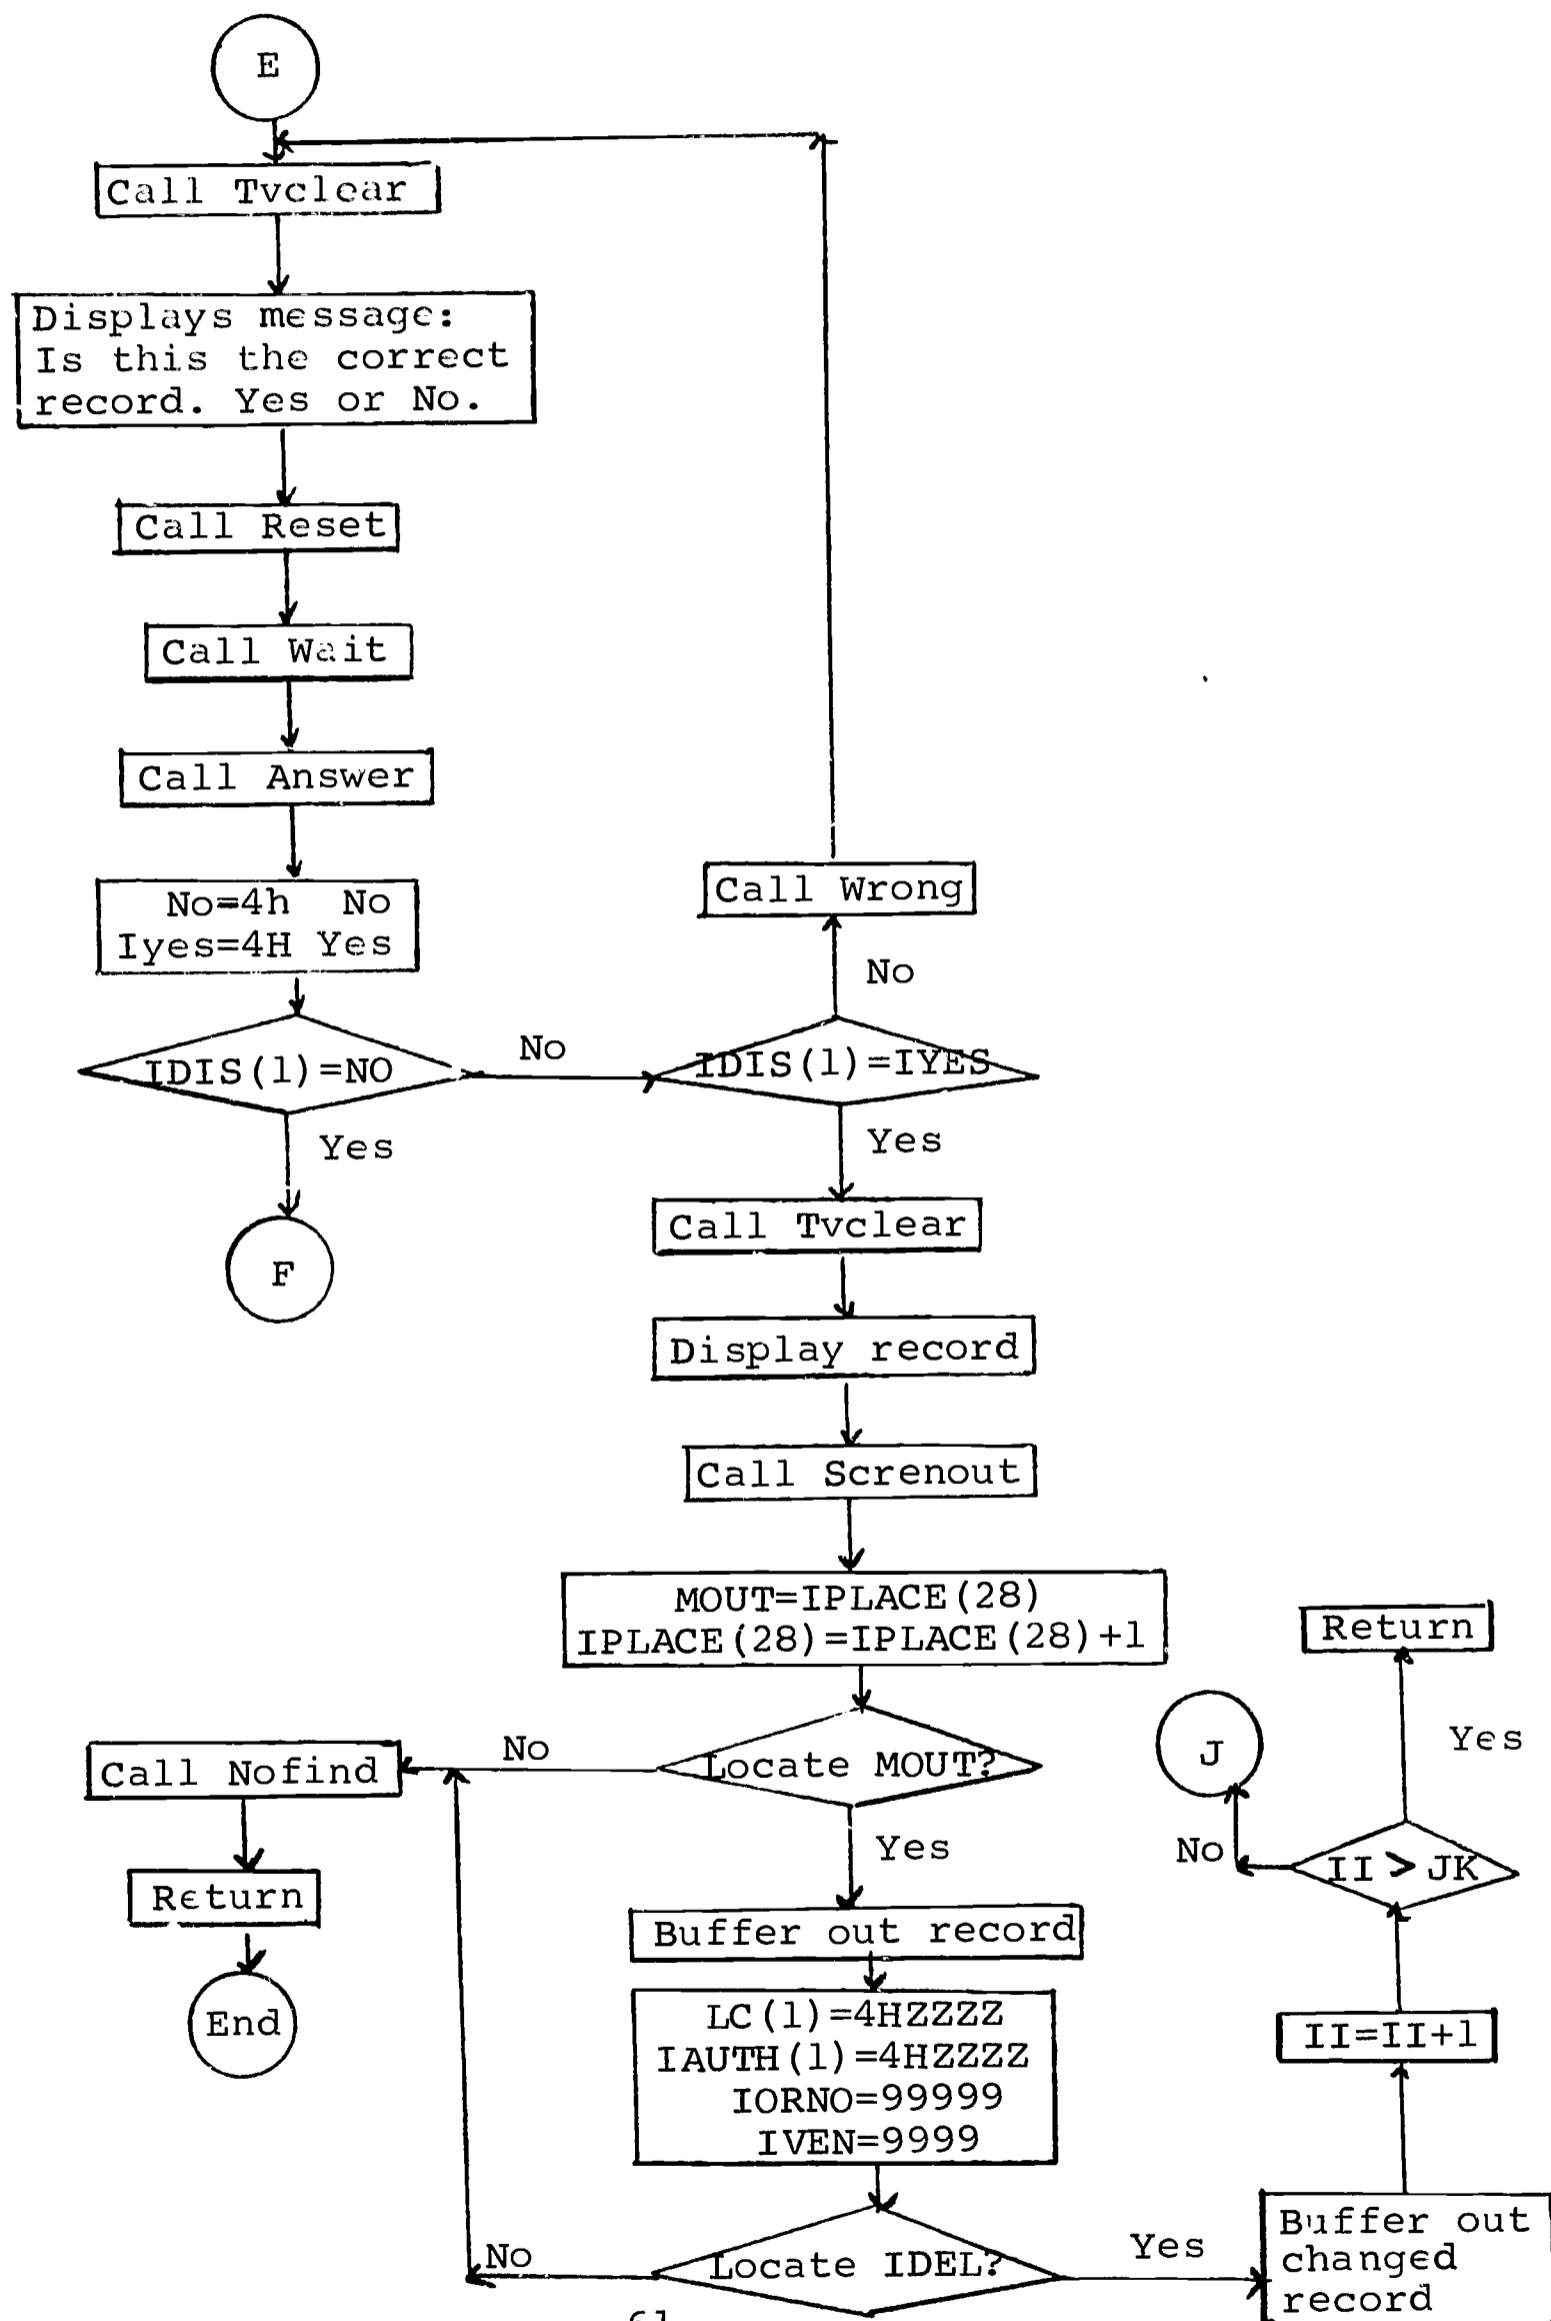 E
Call Tvclear
Displays message:
Is this the correct
record. Yes or No.
Call Reset
Call Wait
Call Answer
No=4h No
Iyes=4H Yes
IDIS(1)=NO
No
Yes
F
IDIS(1)=IYES
No
Call Wrong
Yes
Call Tvclear
Display record
Call Screnout
MOUT=IPLACE(28)
IPLACE(28)=IPLACE(28)+1
Locate MOUT?
No
Call Nofind
Return
End
Yes
Buffer out record
LC(1)=4HZZZZ
IAUTH(1)=4HZZZZ
IORNO=99999
IVEN=9999
Locate IDEL?
No
Yes
Buffer out
changed
record
II=II+1
II > JK
No
J
Yes
Return
61